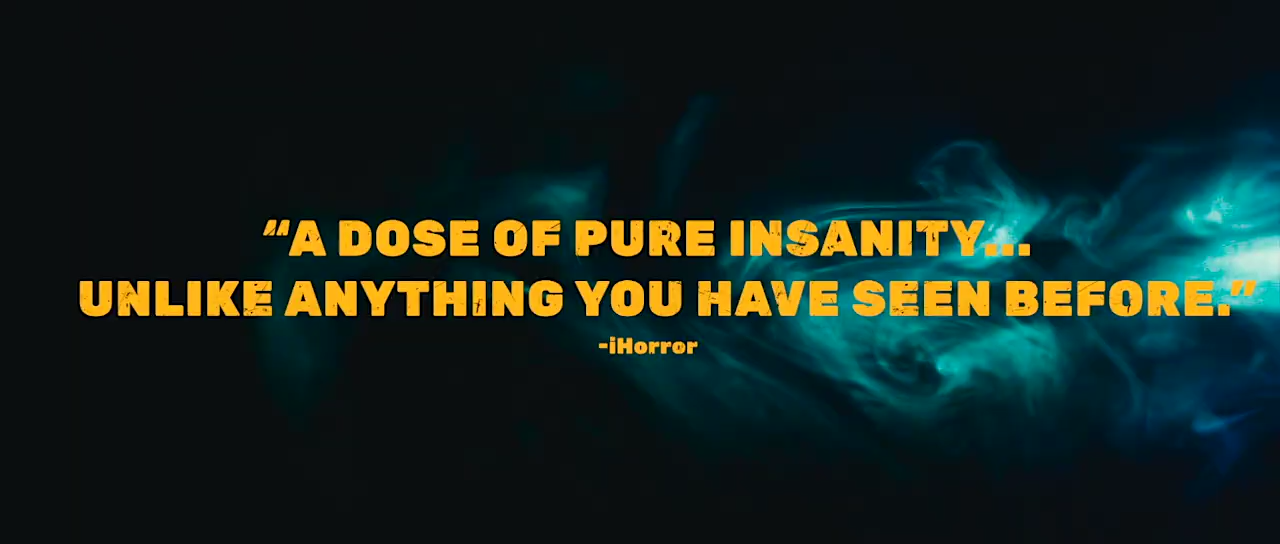 “A DOSE OF PURE INSANITY...
UNLIKE ANYTHING YOU HAVE SEEN BEFORE.”
-iHorror